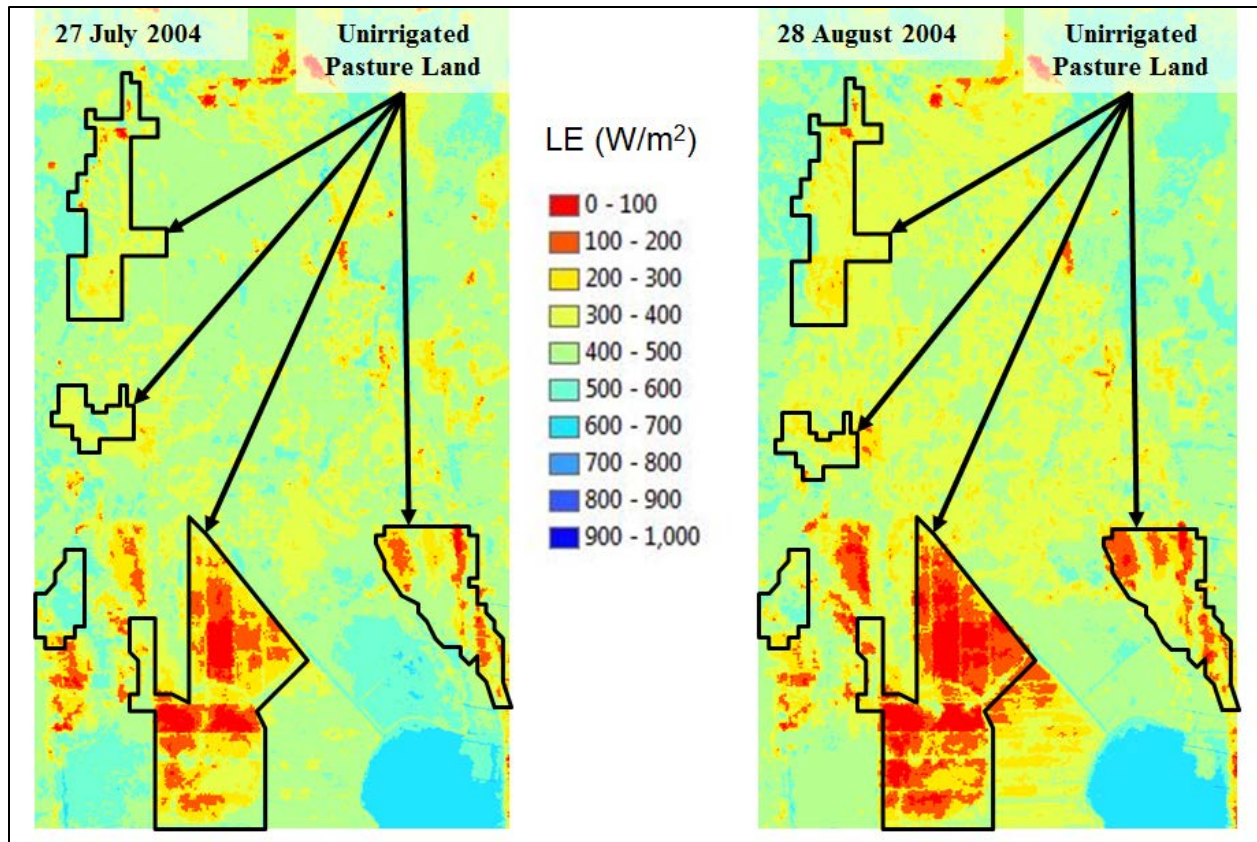 27 July 2004
Unirrigated
Pasture Land
LE (W/m²)
0 - 100
100 - 200
200 - 300
300 - 400
400 - 500
500 - 600
600 - 700
700 - 800
800 - 900
900 - 1,000
28 August 2004
Unirrigated
Pasture Land